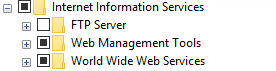 Internet Information Services
FTP Server
Web Management Tools
World Wide Web Services